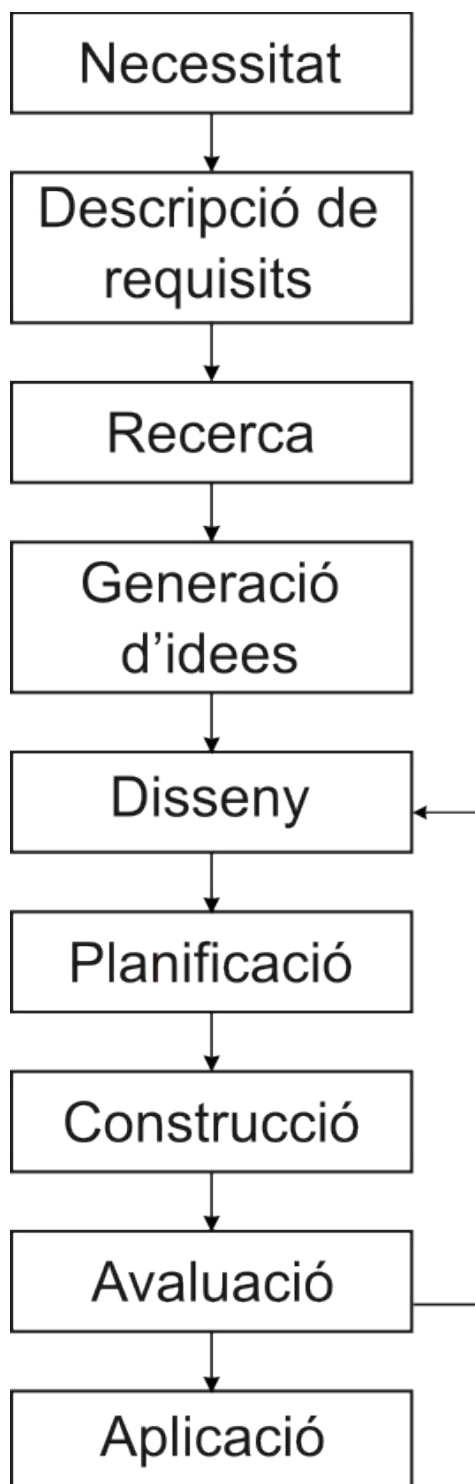 Necessitat
Descripció de
requisits
Recerca
Generació
d’idees
Disseny
Planificació
Construcció
Avaluació
Aplicació